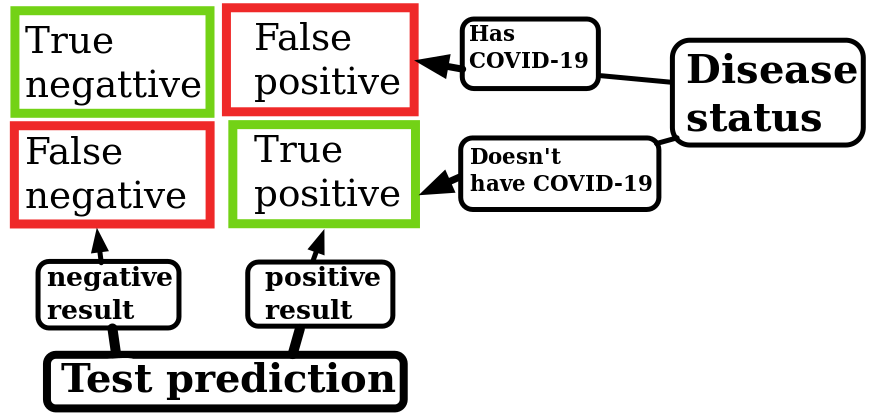 True
negattive
False
positive
Has
COVID-19
Disease
status
False
negative
True
positive
Doesn't
have COVID-19
negative
result
positive
result
Test prediction